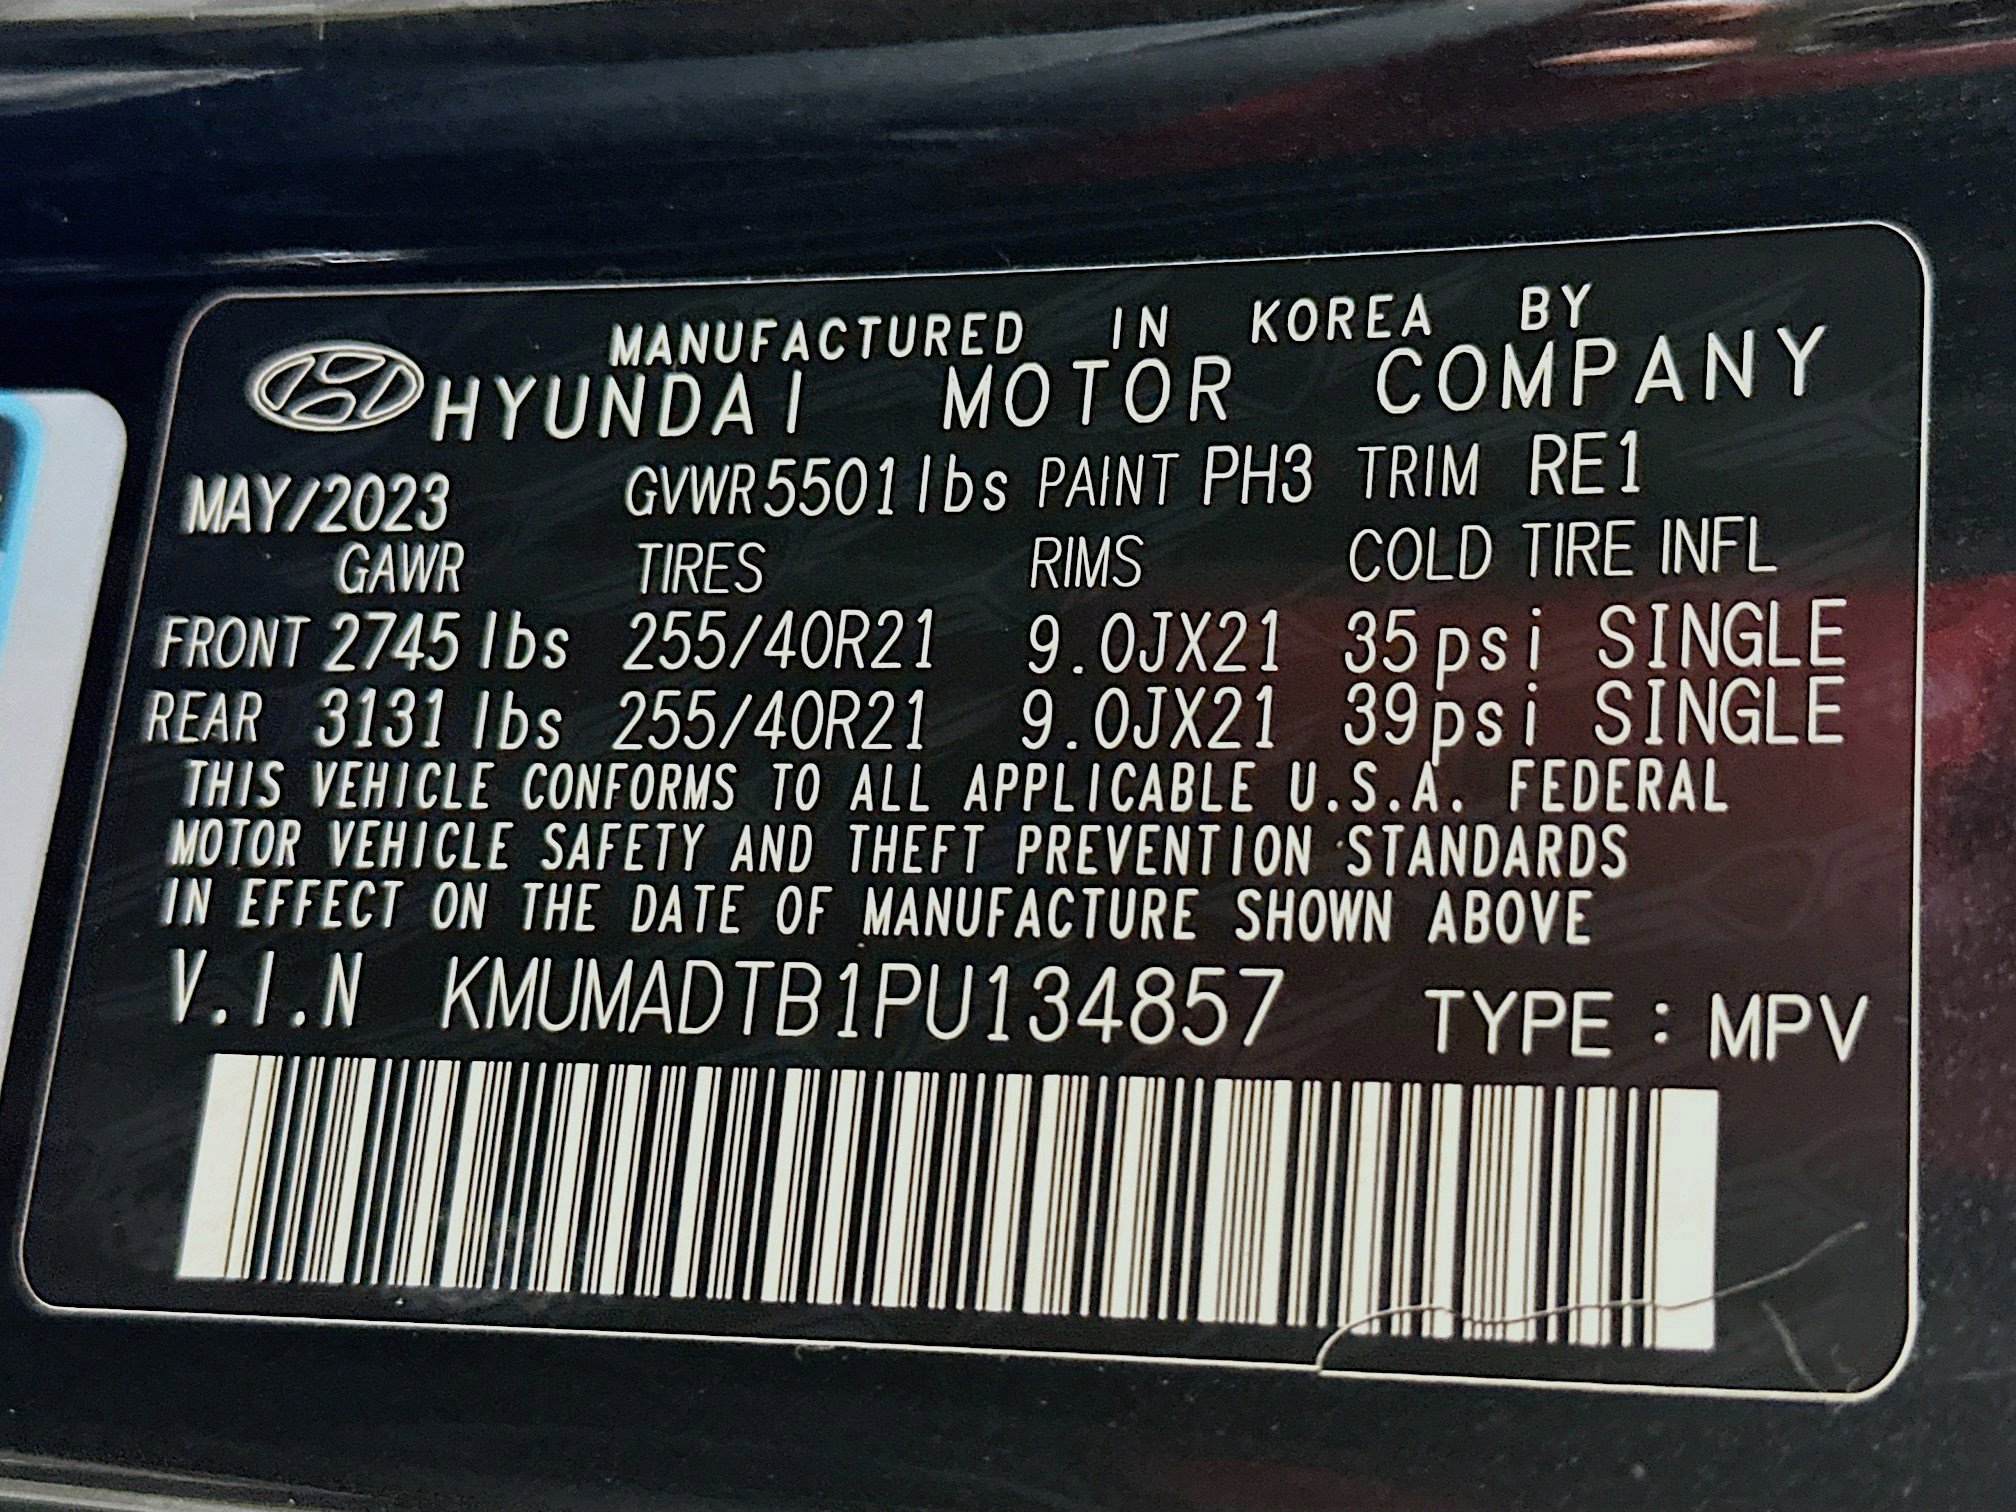 MANUFACTURED IN KOREA BY
HYUNDAI MOTOR COMPANY
MAY/2023 GVWR 5501 lbs PAINT PH3 TRIM RE1
GAWR TIRES RIMS COLD TIRE INFL
FRONT 2745 lbs 255/40R21 9.0JX21 35psi SINGLE
REAR 3131 lbs 255/40R21 9.0JX21 39psi SINGLE
THIS VEHICLE CONFORMS TO ALL APPLICABLE U.S.A. FEDERAL
MOTOR VEHICLE SAFETY AND THEFT PREVENTION STANDARDS
IN EFFECT ON THE DATE OF MANUFACTURE SHOWN ABOVE
V.I.N KMUMADTB1PU134857 TYPE : MPV